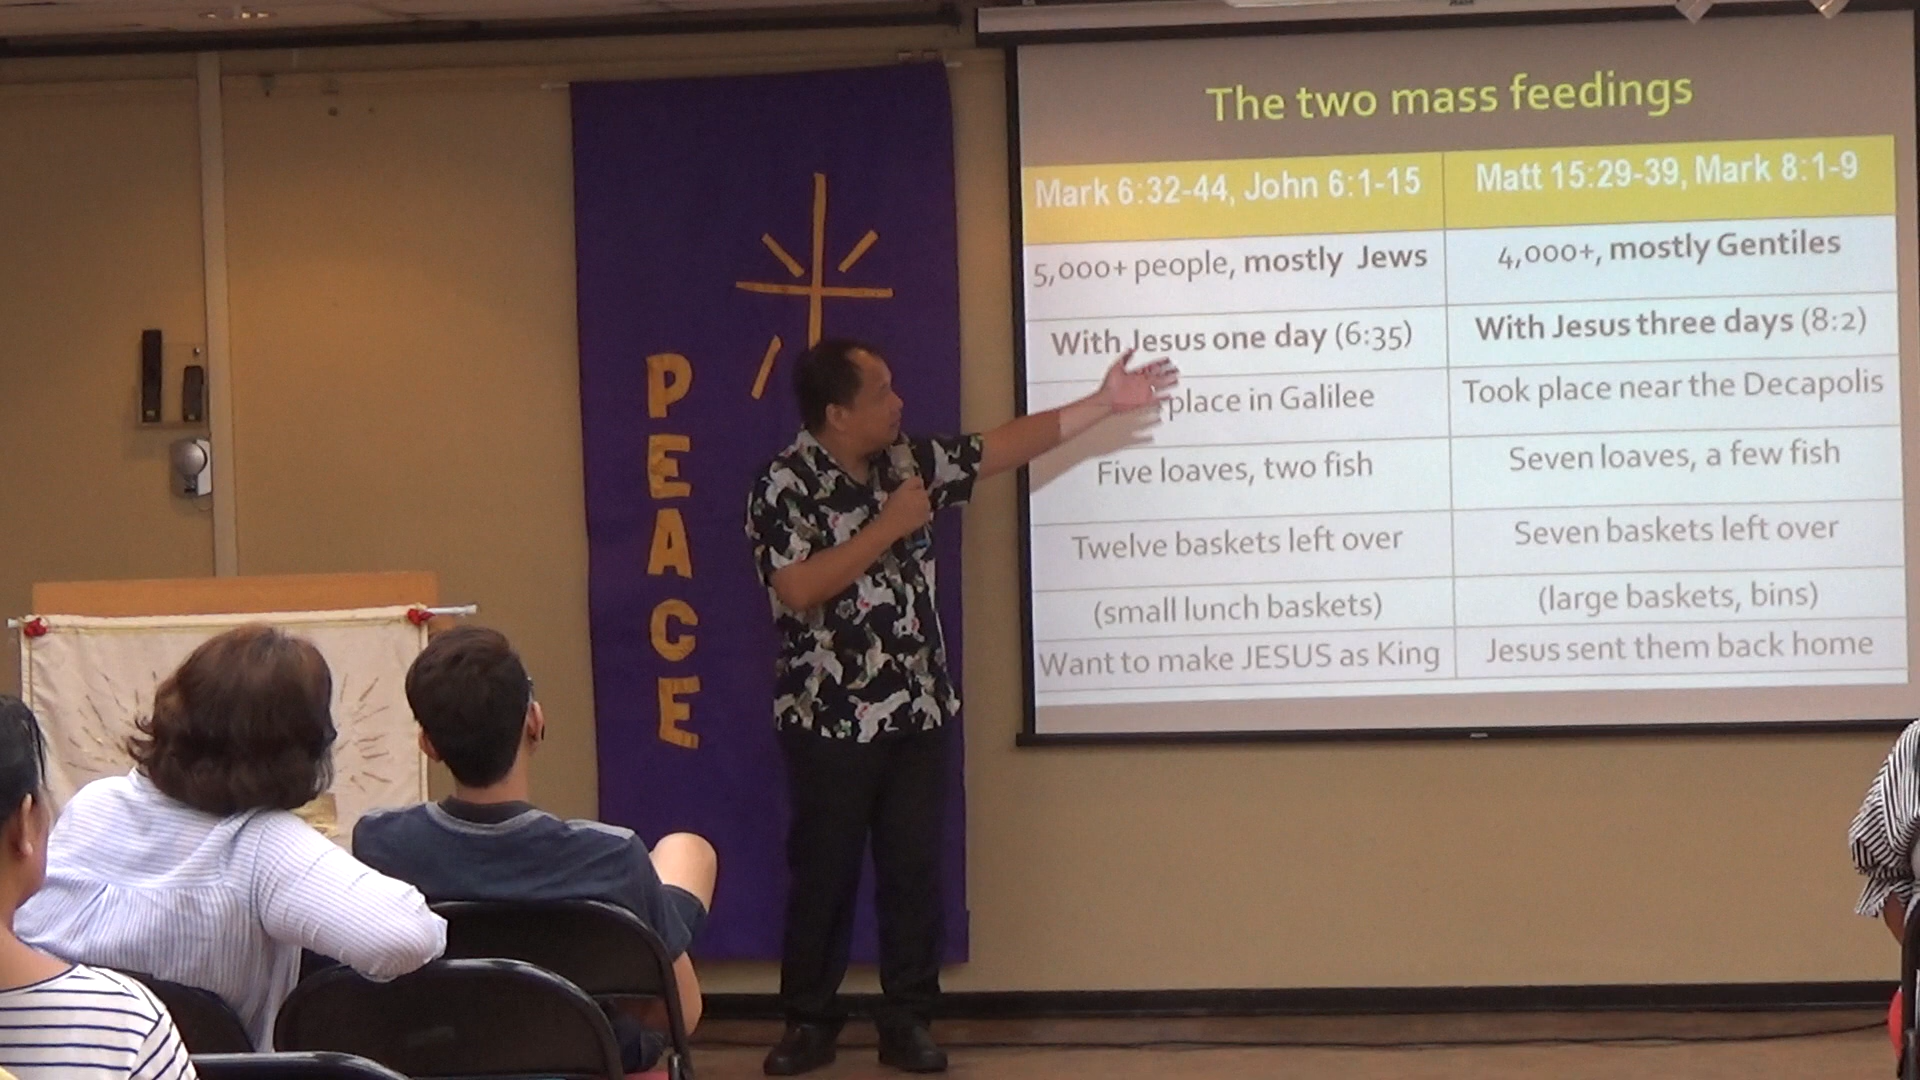 PEACE
The two mass feedings
Mark 6:32-44, John 6:1-15 Matt 15:29-39, Mark 8:1-9
5,000+ people, mostly Jews 4,000+, mostly Gentiles
With Jesus one day (6:35) With Jesus three days (8:2)
place in Galilee Took place near the Decapolis
Five loaves, two fish Seven loaves, a few fish
Twelve baskets left over Seven baskets left over
(small lunch baskets) (large baskets, bins)
Want to make JESUS as King Jesus sent them back home